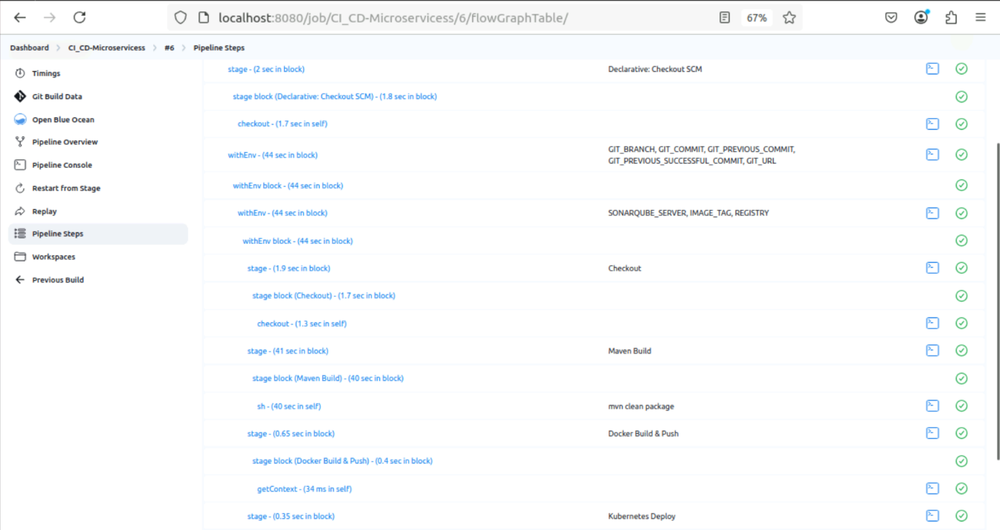 localhost:8080/job/CI_CD-Microservicess/6/flowGraphTable/
67%
Dashboard > CI_CD-Microservicess > #6 > Pipeline Steps
Timings
Git Build Data
Open Blue Ocean
Pipeline Overview
Pipeline Console
Restart from Stage
Replay
Pipeline Steps
Workspaces
Previous Build
stage - (2 sec in block) Declarative: Checkout SCM
stage block (Declarative: Checkout SCM) - (1.8 sec in block)
checkout - (1.7 sec in self)
withEnv - (44 sec in block) GIT_BRANCH, GIT_COMMIT, GIT_PREVIOUS_COMMIT,
GIT_PREVIOUS_SUCCESSFUL_COMMIT, GIT_URL
withEnv block - (44 sec in block)
withEnv - (44 sec in block) SONARQUBE_SERVER, IMAGE_TAG, REGISTRY
withEnv block - (44 sec in block)
stage - (1.9 sec in block) Checkout
stage block (Checkout) - (1.7 sec in block)
checkout - (1.3 sec in self)
stage - (41 sec in block) Maven Build
stage block (Maven Build) - (40 sec in block)
sh - (40 sec in self) mvn clean package
stage - (0.65 sec in block) Docker Build & Push
stage block (Docker Build & Push) - (0.4 sec in block)
getContext - (34 ms in self)
stage - (0.35 sec in block) Kubernetes Deploy